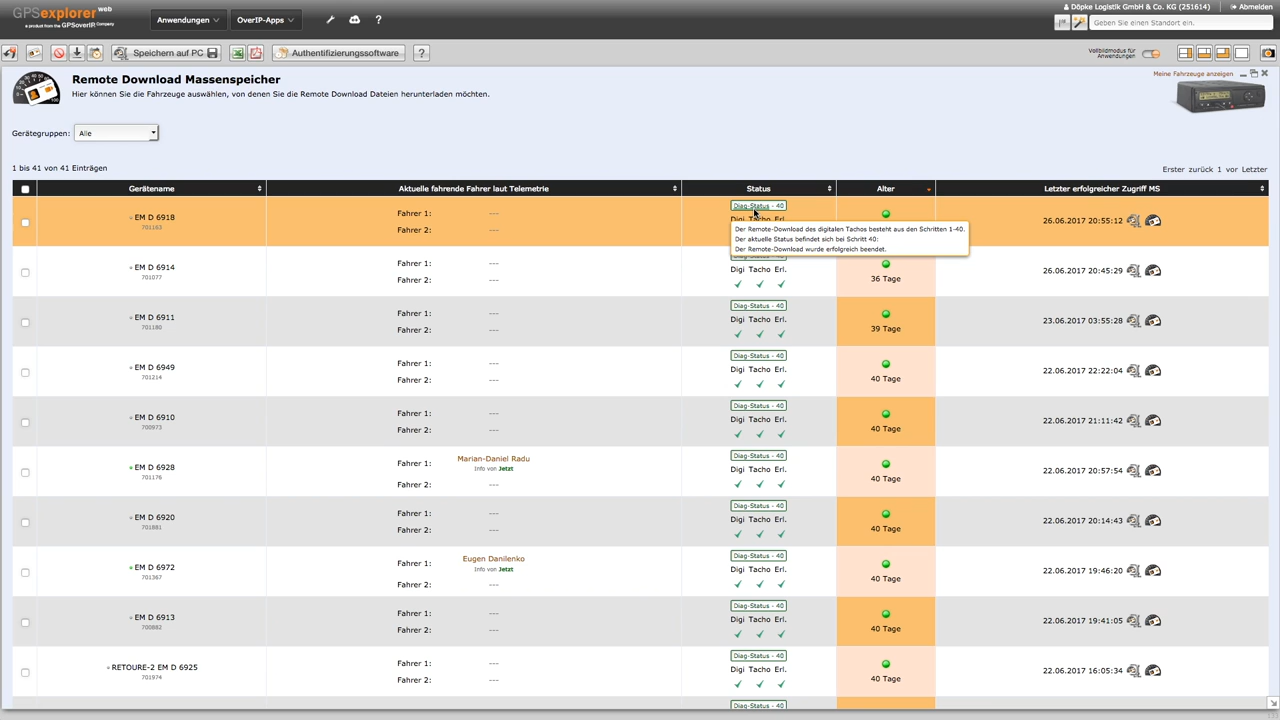 GPSexplorer web
a product from the GPSoverIP Company
Anwendungen
OverIP-Apps
?
Döpke Logistik GmbH & Co. KG (251614)
Abmelden
Geben Sie einen Standort ein.
Speichern auf PC
Authentifizierungssoftware
?
Vollbildmodus für
Anwendungen
Remote Download Massenspeicher
Hier können Sie die Fahrzeuge auswählen, von denen Sie die Remote Download Dateien herunterladen möchten.
Meine Fahrzeuge anzeigen
Gerätegruppen: Alle
1 bis 41 von 41 Einträgen
Erster zurück 1 vor Letzter
Gerätename Aktuelle fahrende Fahrer laut Telemetrie Status Alter Letzter erfolgreicher Zugriff MS
EM D 6918
701163
Fahrer 1: ---
Fahrer 2: ---
Diag-Status - 40
Digi Tacho Erl.
26.06.2017 20:55:12
Der Remote-Download des digitalen Tachos besteht aus den Schritten 1-40.
Der aktuelle Status befindet sich bei Schritt 40:
Der Remote-Download wurde erfolgreich beendet.
EM D 6914
701077
Fahrer 1: ---
Fahrer 2: ---
Digi Tacho Erl.
36 Tage
26.06.2017 20:45:29
EM D 6911
701180
Fahrer 1: ---
Fahrer 2: ---
Diag-Status - 40
Digi Tacho Erl.
39 Tage
23.06.2017 03:55:28
EM D 6949
701214
Fahrer 1: ---
Fahrer 2: ---
Diag-Status - 40
Digi Tacho Erl.
40 Tage
22.06.2017 22:22:04
EM D 6910
700973
Fahrer 1: ---
Fahrer 2: ---
Diag-Status - 40
Digi Tacho Erl.
40 Tage
22.06.2017 21:11:42
EM D 6928
701176
Fahrer 1: Marian-Daniel Radu
Info von Jetzt
Fahrer 2: ---
Diag-Status - 40
Digi Tacho Erl.
40 Tage
22.06.2017 20:57:54
EM D 6920
701881
Fahrer 1: ---
Fahrer 2: ---
Diag-Status - 40
Digi Tacho Erl.
40 Tage
22.06.2017 20:14:43
EM D 6972
701367
Fahrer 1: Eugen Danilenko
Info von Jetzt
Fahrer 2: ---
Diag-Status - 40
Digi Tacho Erl.
40 Tage
22.06.2017 19:46:20
EM D 6913
700882
Fahrer 1: ---
Fahrer 2: ---
Diag-Status - 40
Digi Tacho Erl.
40 Tage
22.06.2017 19:41:05
RETOURE-2 EM D 6925
701974
Fahrer 1: ---
Fahrer 2: ---
Diag-Status - 40
Digi Tacho Erl.
40 Tage
22.06.2017 16:05:34
Diag-Status - 40